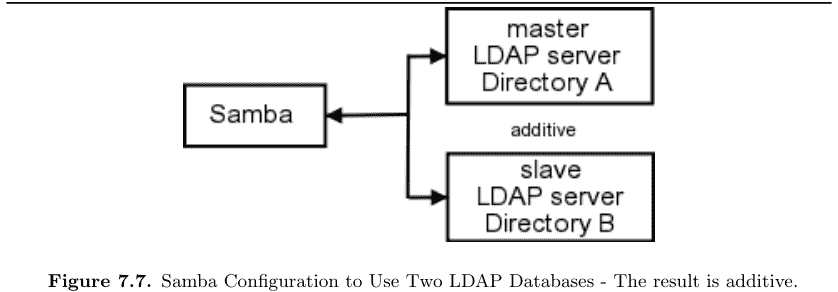 master
LDAP server
Directory A
Samba
additive
slave
LDAP server
Directory B
Figure 7.7. Samba Configuration to Use Two LDAP Databases - The result is additive.